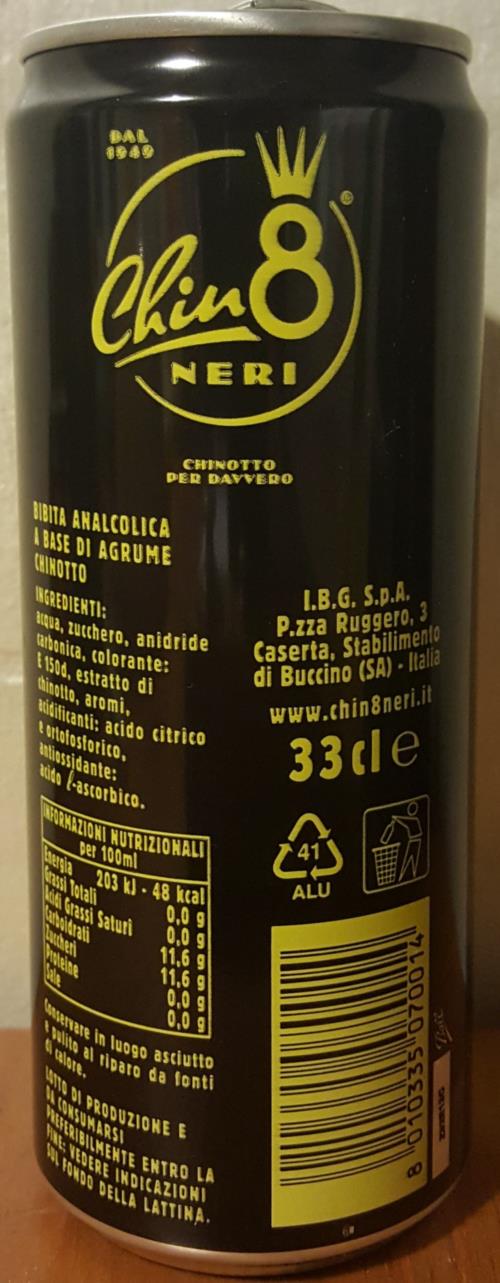 DAL
1949
Chin8
®
NERI
CHINOTTO
PER DAVVERO
BIBITA ANALCOLICA
A BASE DI AGRUME
CHINOTTO
INGREDIENTI:
acqua, zucchero, anidride
carbonica, colorante:
E 150d, estratto di
chinotto, aromi,
acidificanti: acido citrico
e ortofosforico,
antiossidante:
acido l-ascorbico.
INFORMAZIONI NUTRIZIONALI
per 100ml
Energia 203 kJ - 48 kcal
Grassi Totali 0,0 g
Acidi Grassi Saturi 0,0 g
Carboidrati 11,6 g
Zuccheri 11,6 g
Proteine 0,0 g
Sale 0,0 g
Conservare in luogo asciutto
e pulito al riparo da fonti
di calore.
LOTTO DI PRODUZIONE E
DA CONSUMARSI
PREFERIBILMENTE ENTRO LA
FINE: VEDERE INDICAZIONI
SUL FONDO DELLA LATTINA.
I.B.G. S.p.A.
P.zza Ruggero, 3
Caserta, Stabilimento
di Buccino (SA) - Italia
www.chin8neri.it
33 cl e
41
ALU
8 010335 070014